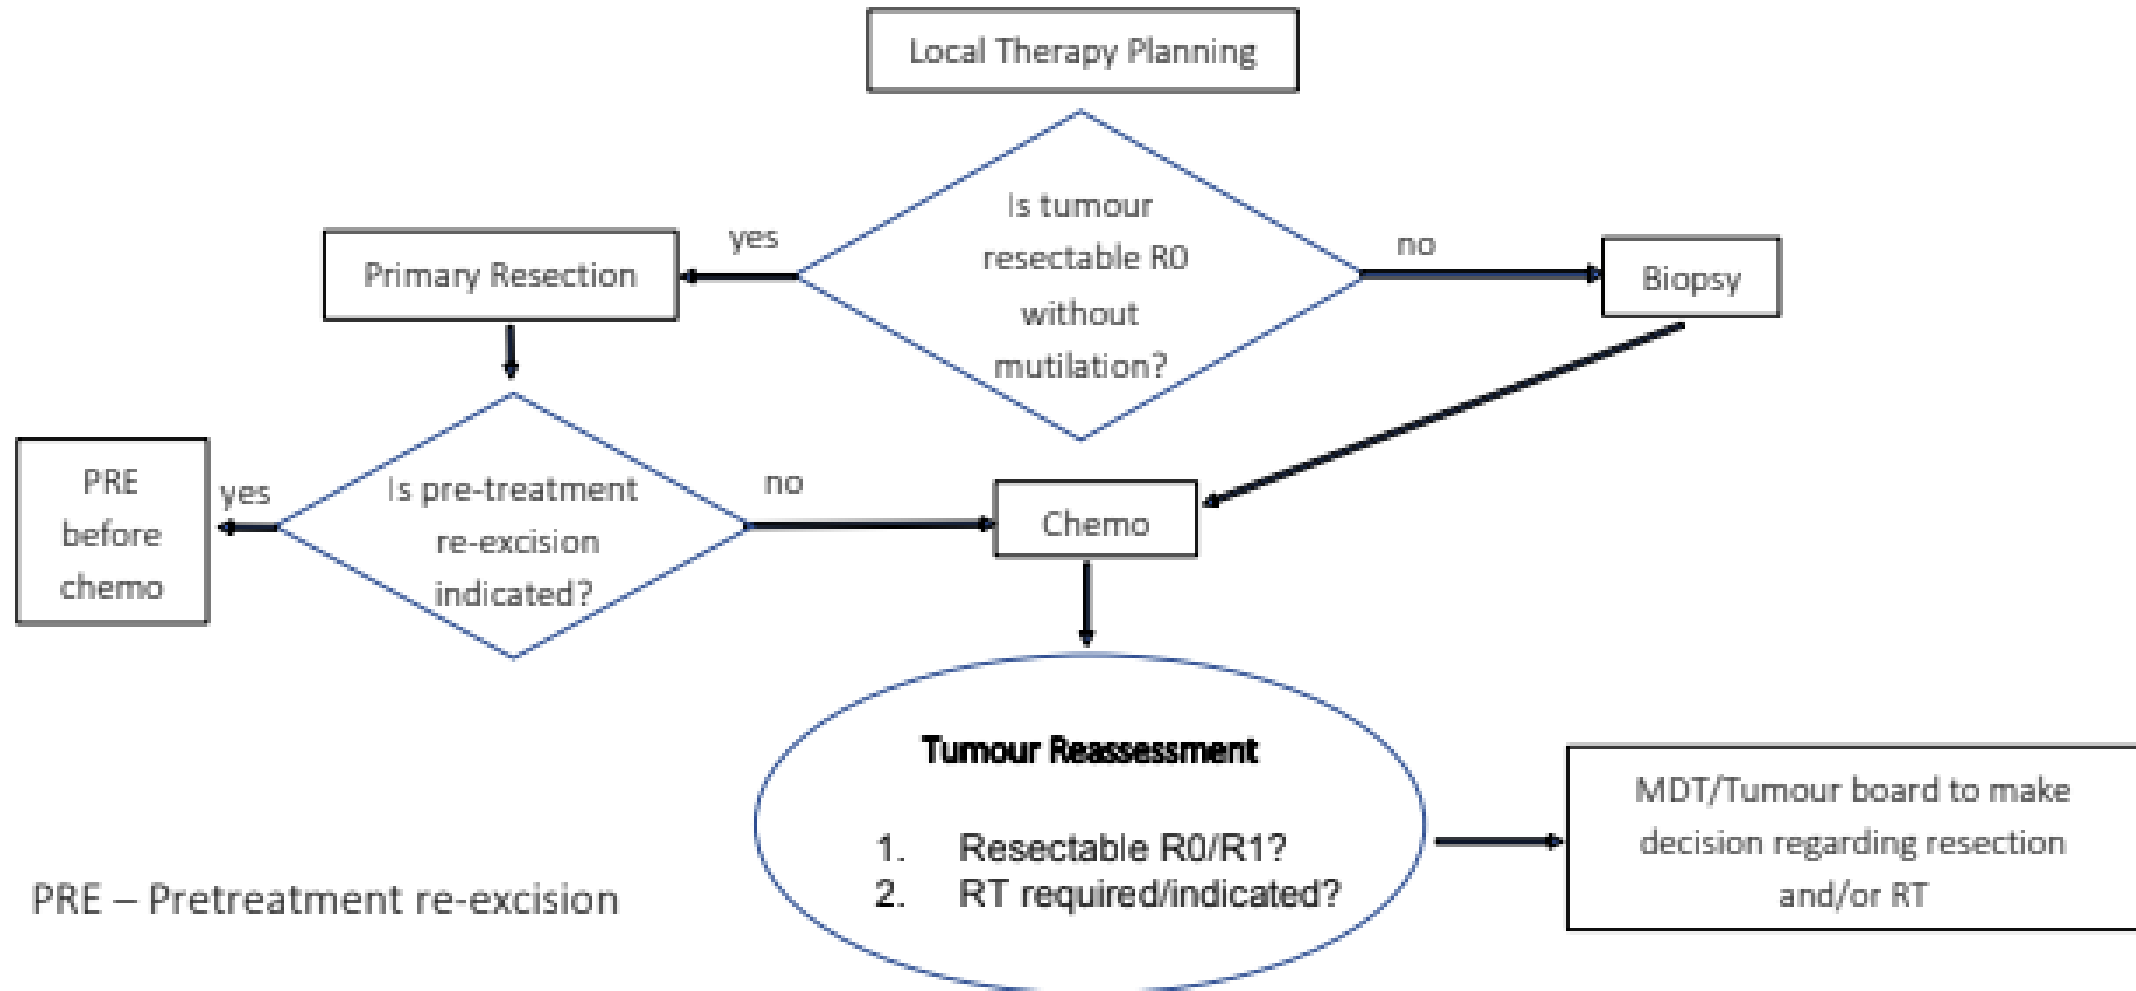 Local Therapy Planning
Is tumour
resectable R0
without
mutilation?
yes
no
Primary Resection
Biopsy
PRE
before
chemo
yes
Is pre-treatment
re-excision
indicated?
no
Chemo
Tumour Reassessment
1. Resectable R0/R1?
2. RT required/indicated?
MDT/Tumour board to make
decision regarding resection
and/or RT
PRE – Pretreatment re-excision